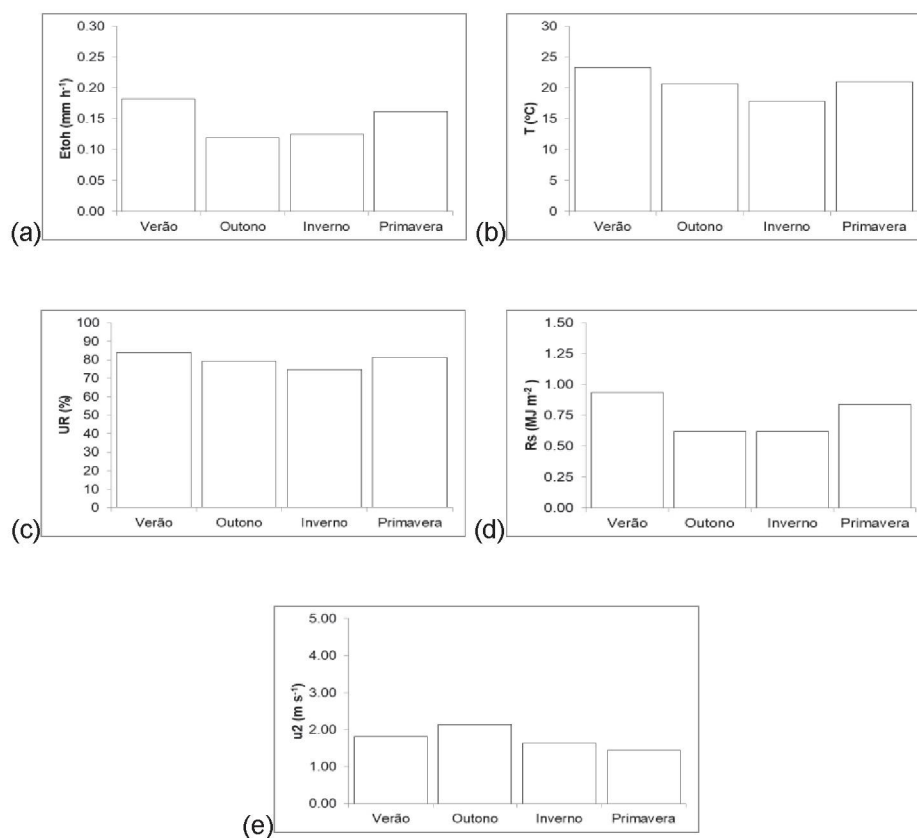 0.30
0.25
0.20
0.15
0.10
0.05
0.00
Etoh (mm h⁻¹)
Verão Outono Inverno Primavera
(a)
30
25
20
15
10
5
0
T (ºC)
Verão Outono Inverno Primavera
(b)
100
90
80
70
60
50
40
30
20
10
0
UR (%)
Verão Outono Inverno Primavera
(c)
1.50
1.25
1.00
0.75
0.50
0.25
0.00
Rs (MJ m⁻²)
Verão Outono Inverno Primavera
(d)
5.00
4.00
3.00
2.00
1.00
0.00
u2 (m s⁻¹)
Verão Outono Inverno Primavera
(e)